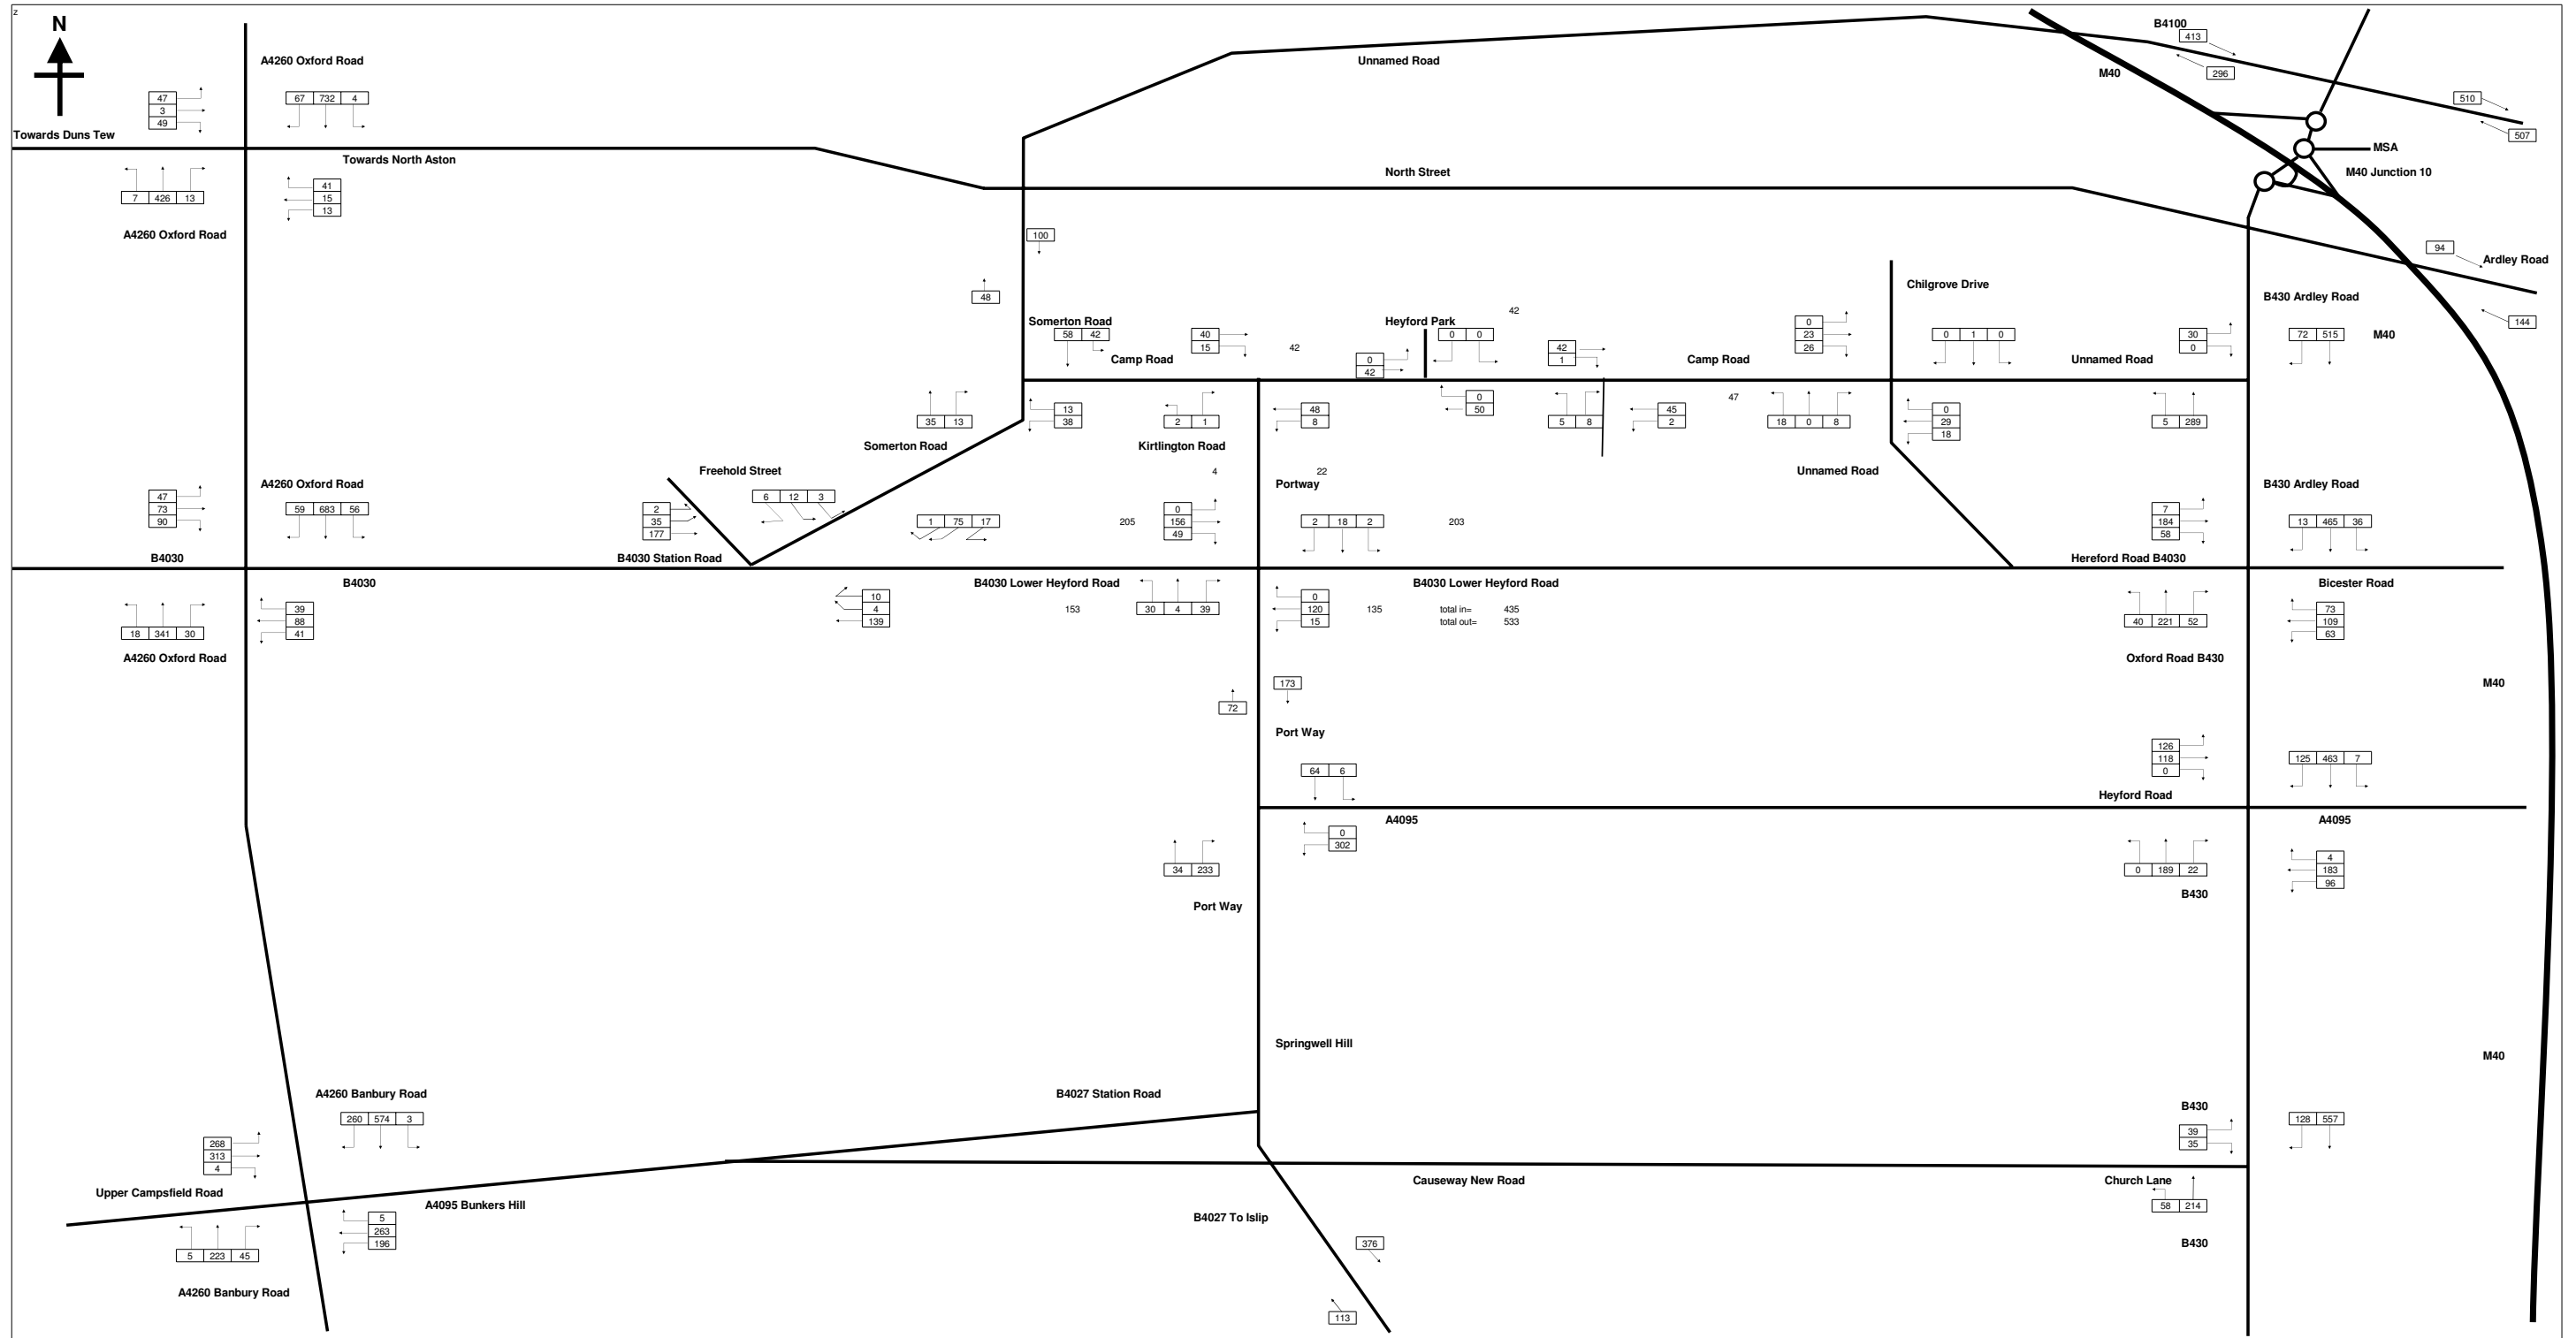 z
N
B4100
413
A4260 Oxford Road
Unnamed Road
M40
296
47
3
49
67 732 4
510
507
Towards Duns Tew
Towards North Aston
MSA
North Street
M40 Junction 10
7 426 13
41
15
13
A4260 Oxford Road
100
94
Ardley Road
48
Chilgrove Drive
B430 Ardley Road
42
Somerton Road
58 42
Camp Road
40
15
42
Heyford Park
0 0
0
42
42
1
Camp Road
0
23
26
0 1 0
Unnamed Road
30
0
72 515
M40
144
35 13
13
38
2 1
48
8
0
50
5 8
45
2
47
18 0 8
0
29
18
5 289
Somerton Road
Kirtlington Road
Freehold Street
4
22
Unnamed Road
A4260 Oxford Road
Portway
B430 Ardley Road
47
73
90
59 683 56
2
35
177
6 12 3
1 75 17
205
0
156
49
2 18 2
203
7
184
58
13 465 36
B4030
B4030 Station Road
Hereford Road B4030
B4030
B4030 Lower Heyford Road
B4030 Lower Heyford Road
Bicester Road
18 341 30
39
88
41
10
4
139
153
30 4 39
0
120
15
135
total in= 435
total out= 533
40 221 52
73
109
63
A4260 Oxford Road
Oxford Road B430
173
72
M40
Port Way
64 6
126
118
0
125 463 7
Heyford Road
A4095
A4095
0
302
34 233
0 189 22
4
183
96
B430
Port Way
Springwell Hill
M40
A4260 Banbury Road
B4027 Station Road
B430
260 574 3
268
313
4
39
35
128 557
Upper Campsfield Road
A4095 Bunkers Hill
Causeway New Road
Church Lane
58 214
5 223 45
5
263
196
B4027 To Islip
376
B430
A4260 Banbury Road
113